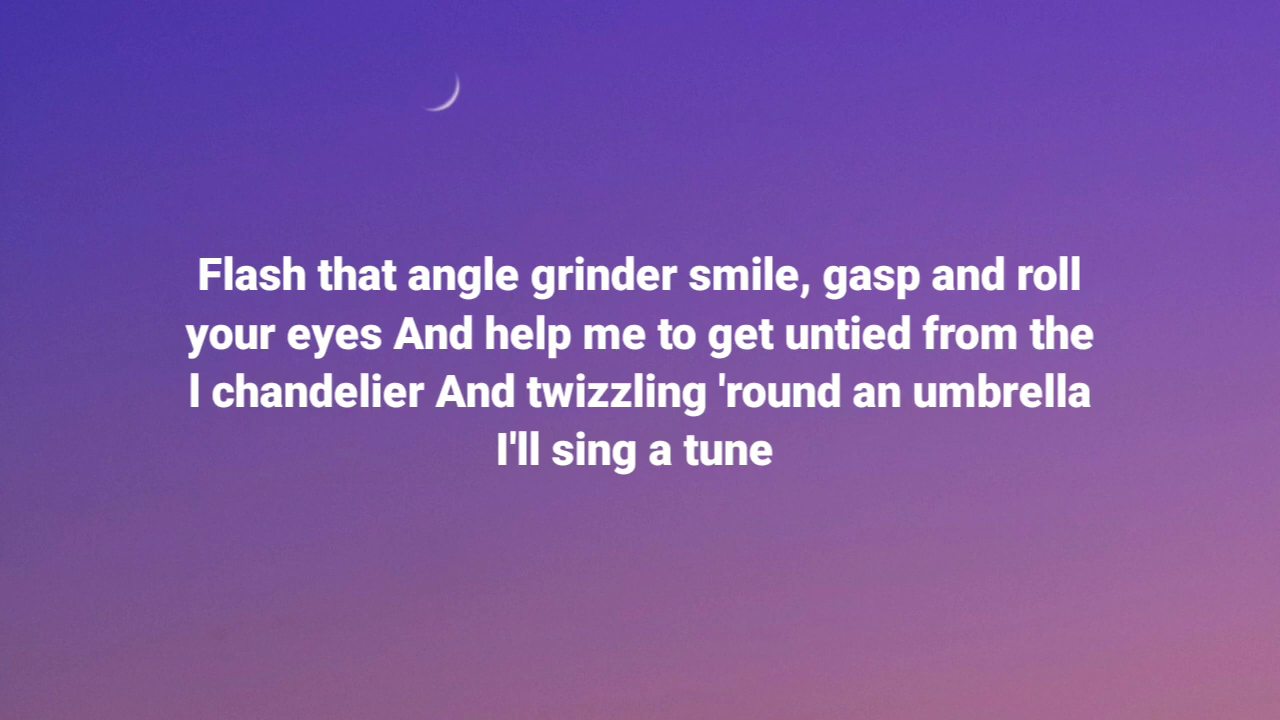 Flash that angle grinder smile, gasp and roll
your eyes And help me to get untied from the
l chandelier And twizzling 'round an umbrella
I'll sing a tune